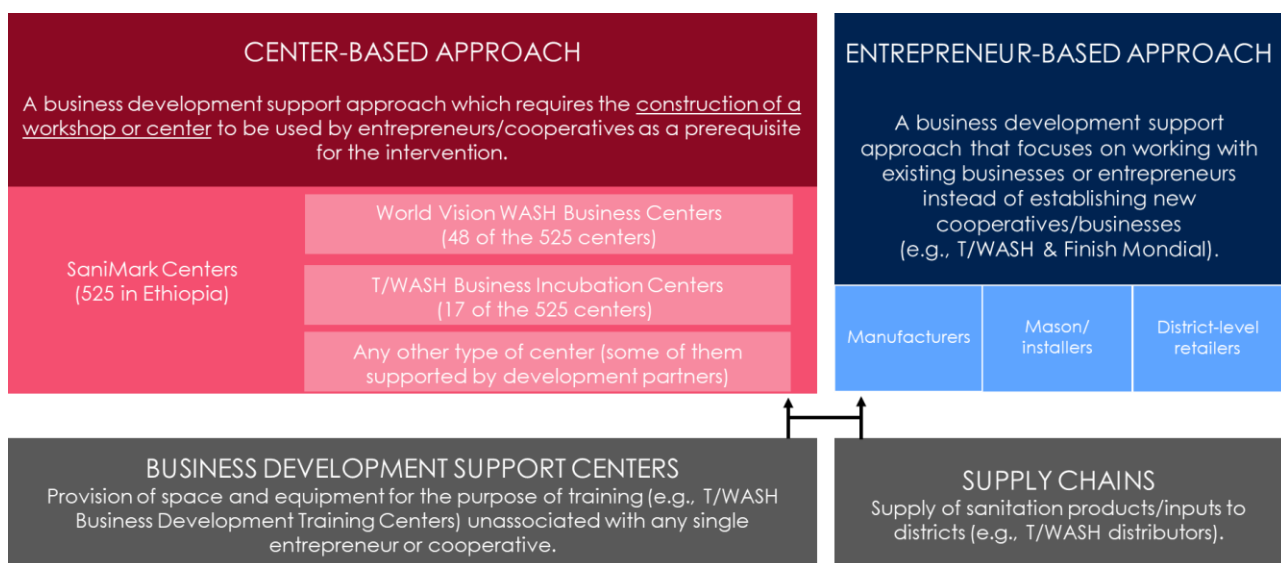 CENTER-BASED APPROACH
A business development support approach which requires the construction of a
workshop or center to be used by entrepreneurs/cooperatives as a prerequisite
for the intervention.
SaniMark Centers
(525 in Ethiopia)
World Vision WASH Business Centers
(48 of the 525 centers)
T/WASH Business Incubation Centers
(17 of the 525 centers)
Any other type of center (some of them
supported by development partners)
ENTREPRENEUR-BASED APPROACH
A business development support
approach that focuses on working with
existing businesses or entrepreneurs
instead of establishing new
cooperatives/businesses
(e.g., T/WASH & Finish Mondial).
Manufacturers
Mason/
installers
District-level
retailers
BUSINESS DEVELOPMENT SUPPORT CENTERS
Provision of space and equipment for the purpose of training (e.g., T/WASH
Business Development Training Centers) unassociated with any single
entrepreneur or cooperative.
SUPPLY CHAINS
Supply of sanitation products/inputs to
districts (e.g., T/WASH distributors).